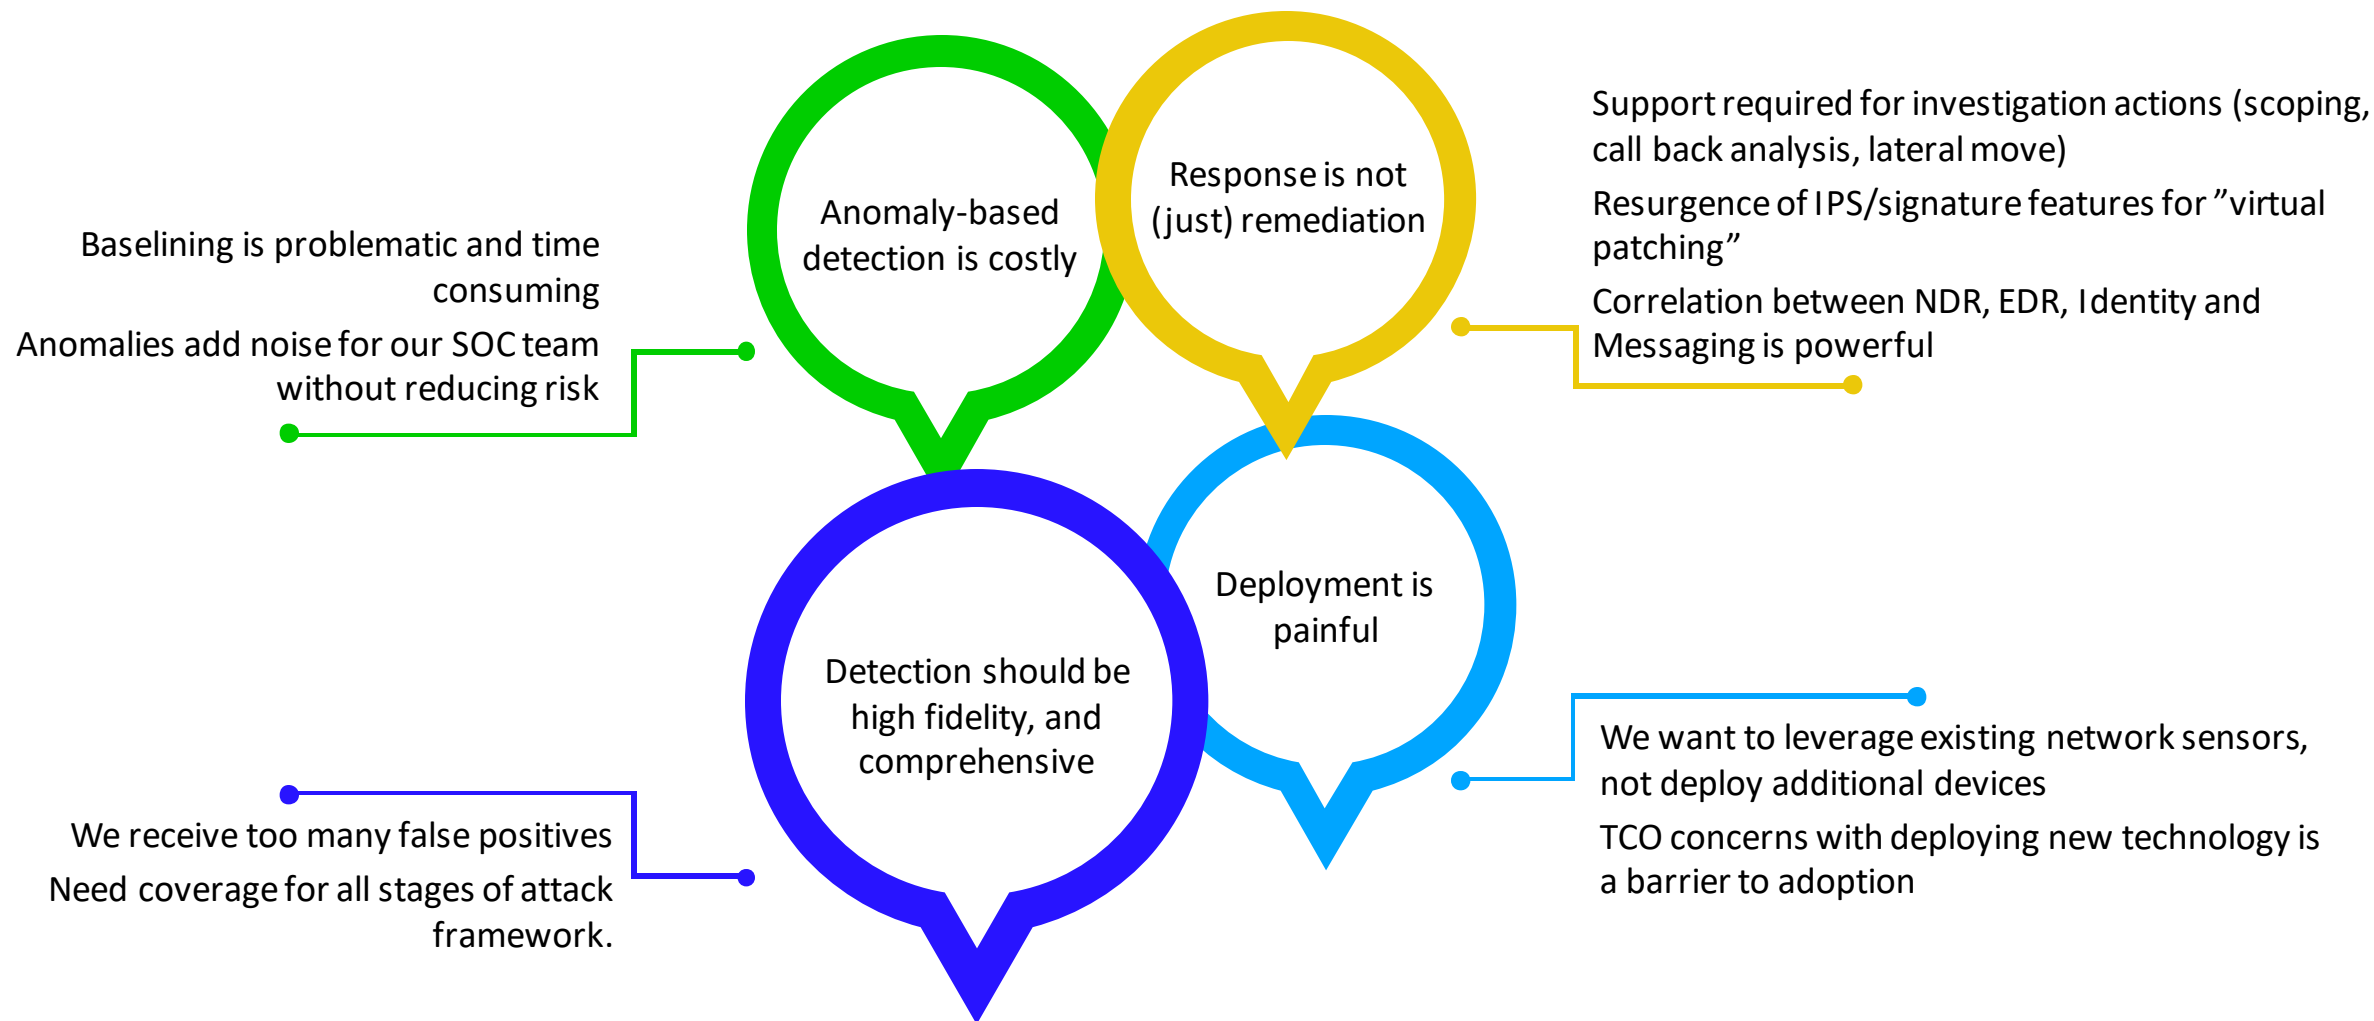 Anomaly-based
detection is costly
Baselining is problematic and time
consuming
Anomalies add noise for our SOC team
without reducing risk
Response is not
(just) remediation
Support required for investigation actions (scoping,
call back analysis, lateral move)
Resurgence of IPS/signature features for ”virtual
patching”
Correlation between NDR, EDR, Identity and
Messaging is powerful
Detection should be
high fidelity, and
comprehensive
We receive too many false positives
Need coverage for all stages of attack
framework.
Deployment is
painful
We want to leverage existing network sensors,
not deploy additional devices
TCO concerns with deploying new technology is
a barrier to adoption